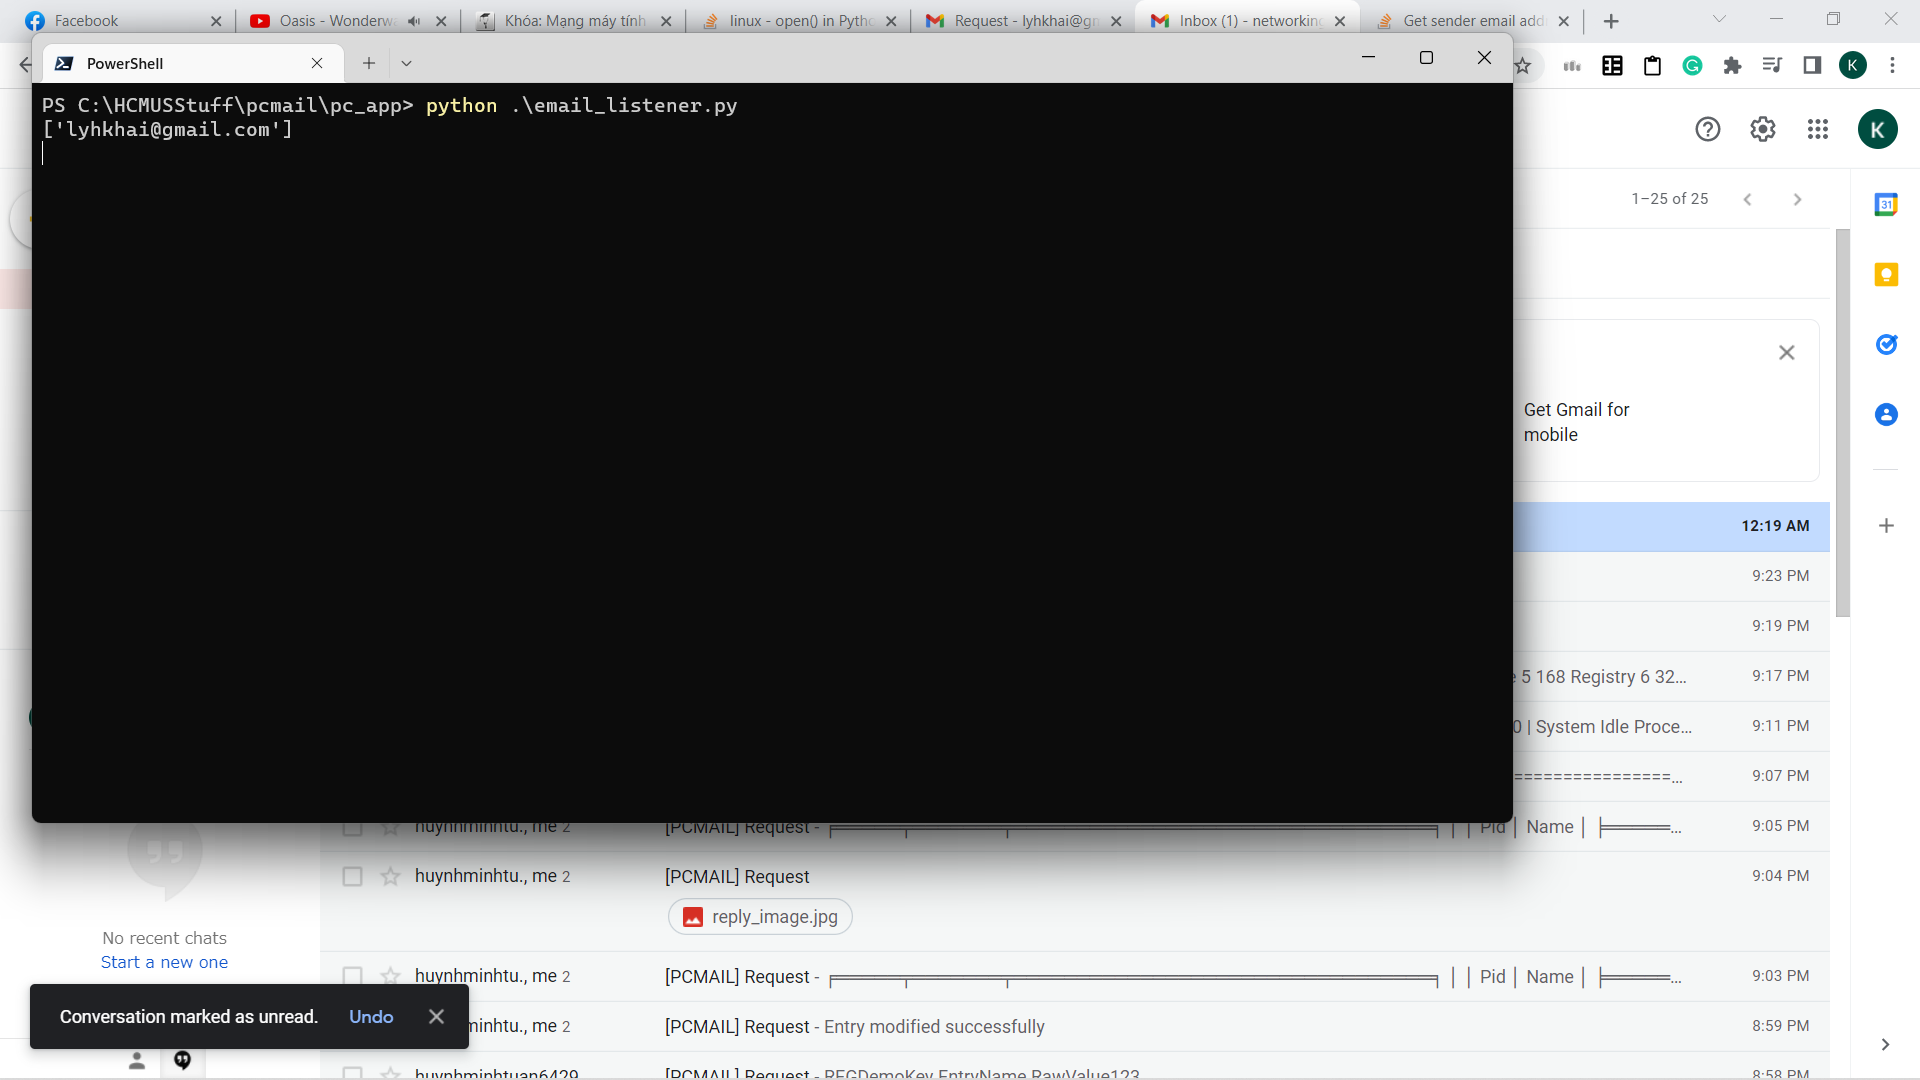 Facebook
Oasis - Wonderwa
Khóa: Mạng máy tính
linux - open() in Pytho
Request - lyhkhai@gm
Inbox (1) - networking
Get sender email addr
PowerShell
K
PS C:\HCMUSStuff\pcmail\pc_app> python .\email_listener.py
['lyhkhai@gmail.com']
K
1–25 of 25
31
Get Gmail for
mobile
12:19 AM
9:23 PM
9:19 PM
5 168 Registry 6 32... 9:17 PM
0 | System Idle Proce... 9:11 PM
================... 9:07 PM
huynhminhtu., me 2 [PCMAIL] Request - ╒═════╤═══════╤═════════════════════════════╕ │ │ Pid │ Name │ ╞═════... 9:05 PM
huynhminhtu., me 2 [PCMAIL] Request 9:04 PM
reply_image.jpg
No recent chats
Start a new one
huynhminhtu., me 2 [PCMAIL] Request - ╒═════╤═══════╤═════════════════════════════╕ │ │ Pid │ Name │ ╞═════... 9:03 PM
Conversation marked as unread. Undo
minhtu., me 2 [PCMAIL] Request - Entry modified successfully 8:59 PM
huynhminhtuan6429 [PCMAIL] Request - REGDemoKey EntryName RawValue123 8:58 PM